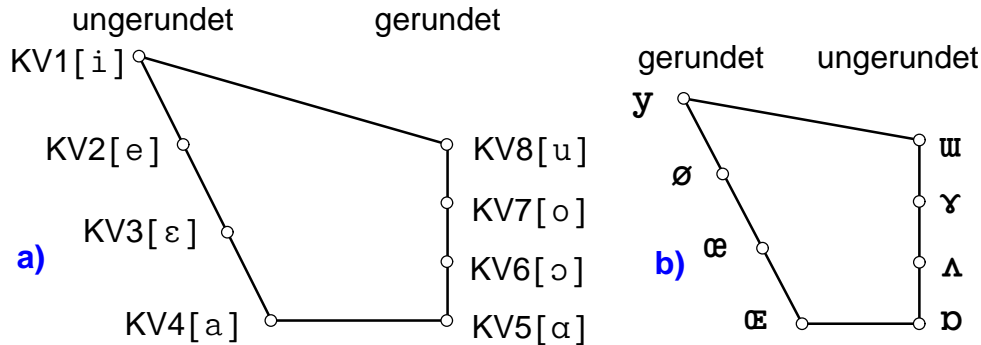 ungerundet gerundet
KV1[i]
KV2[e] KV8[u]
KV3[ɛ] KV7[o]
a) KV6[ɔ]
KV4[a] KV5[ɑ]
gerundet ungerundet
y ɯ
ø ɤ
œ
b) ʌ
ɶ ɒ